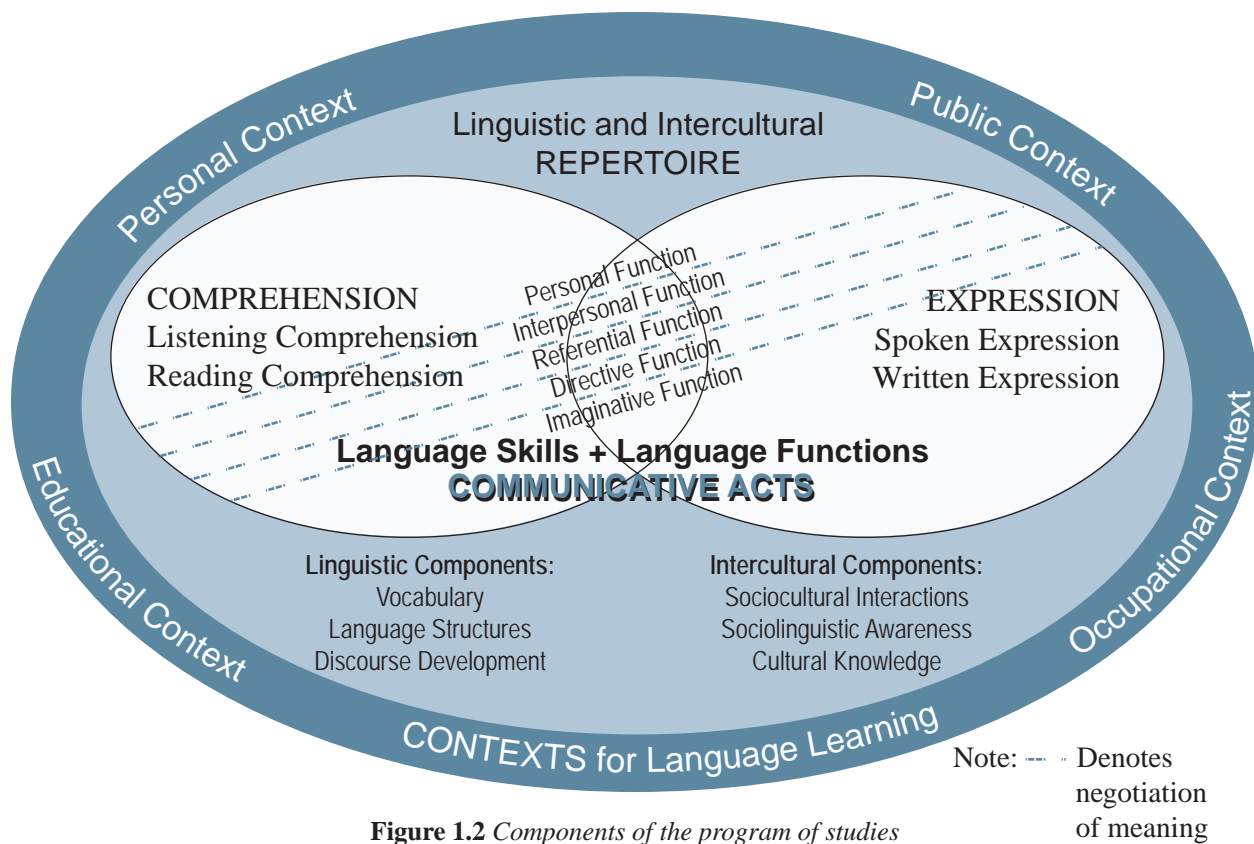 Personal Context
Public Context
Linguistic and Intercultural
REPERTOIRE
COMPREHENSION
Listening Comprehension
Reading Comprehension
Personal Function
Interpersonal Function
Referential Function
Directive Function
Imaginative Function
EXPRESSION
Spoken Expression
Written Expression
Language Skills + Language Functions
COMMUNICATIVE ACTS
Linguistic Components:
Vocabulary
Language Structures
Discourse Development
Intercultural Components:
Sociocultural Interactions
Sociolinguistic Awareness
Cultural Knowledge
Educational Context
Occupational Context
CONTEXTS for Language Learning
Note: Denotes
negotiation
of meaning
Figure 1.2 Components of the program of studies